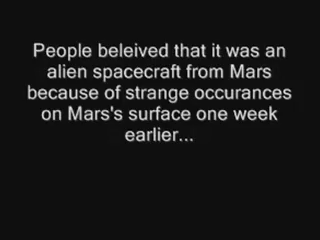 People beleived that it was an
alien spacecraft from Mars
because of strange occurances
on Mars's surface one week
earlier...